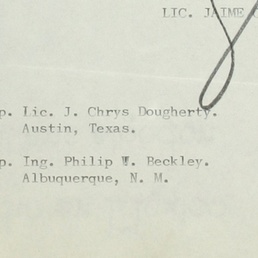 LIC. JAIME
p. Lic. J. Chrys Dougherty.
Austin, Texas.
p. Ing. Philip W. Beckley.
Albuquerque, N. M.